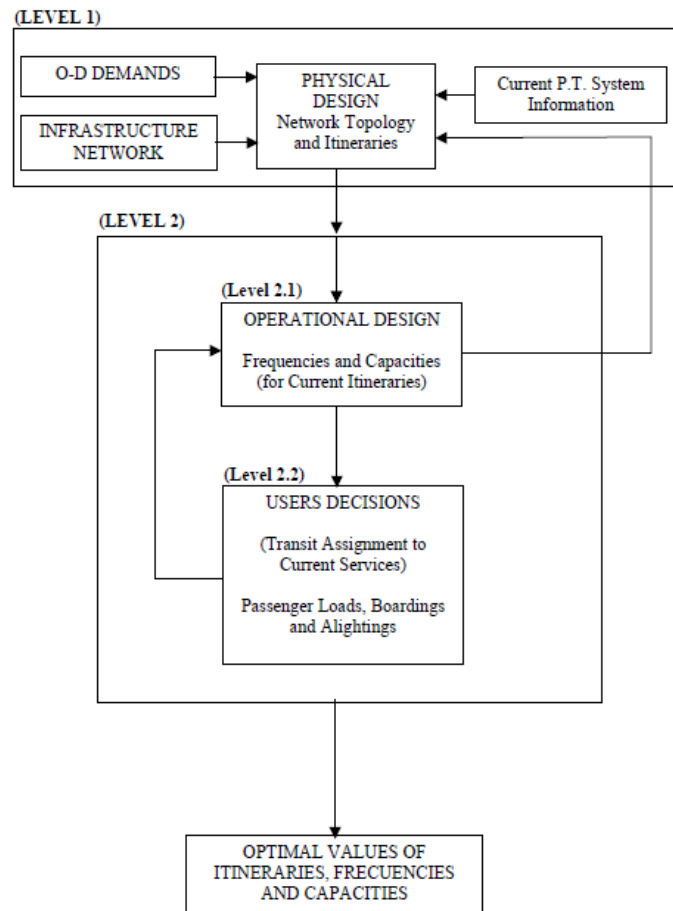 (LEVEL 1)
O-D DEMANDS
INFRASTRUCTURE
NETWORK
PHYSICAL
DESIGN
Network Topology
and Itineraries
Current P.T. System
Information
(LEVEL 2)
(Level 2.1)
OPERATIONAL DESIGN
Frequencies and Capacities
(for Current Itineraries)
(Level 2.2)
USERS DECISIONS
(Transit Assignment to
Current Services)
Passenger Loads, Boardings
and Alightings
OPTIMAL VALUES OF
ITINERARIES, FRECUENCIES
AND CAPACITIES